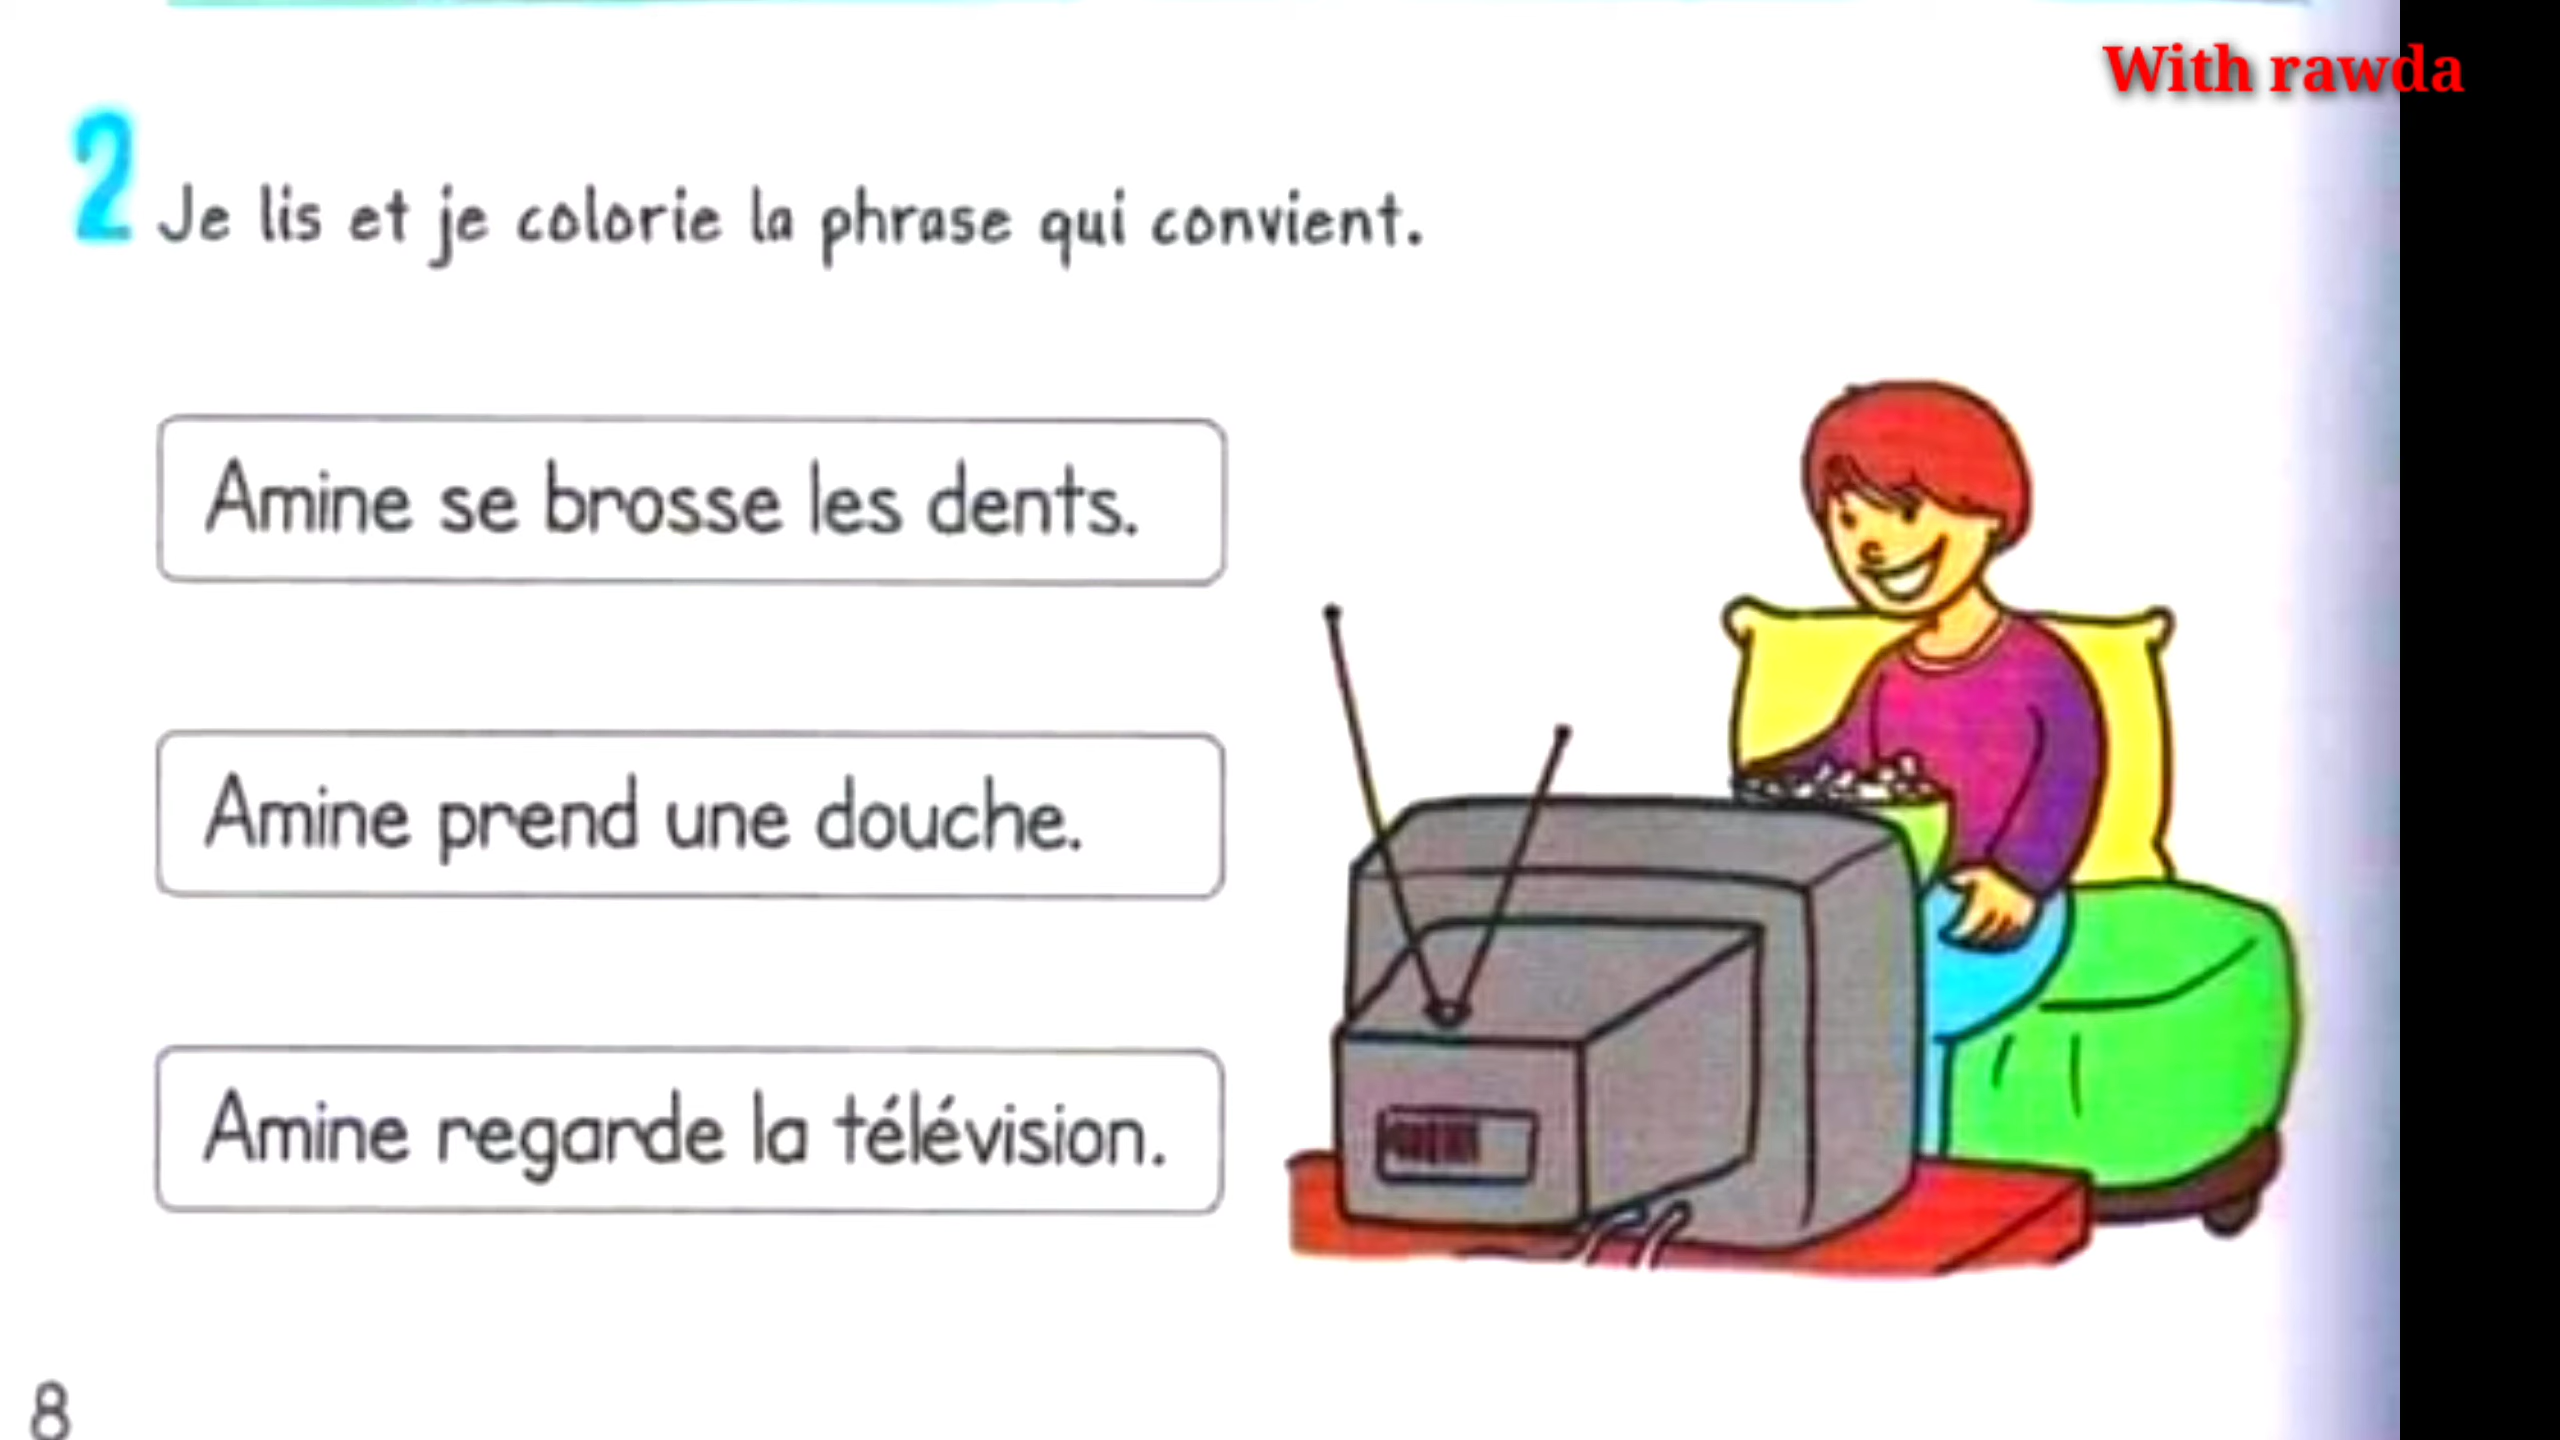 With rawda
2 Je lis et je colorie la phrase qui convient.
Amine se brosse les dents.
Amine prend une douche.
Amine regarde la télévision.
8